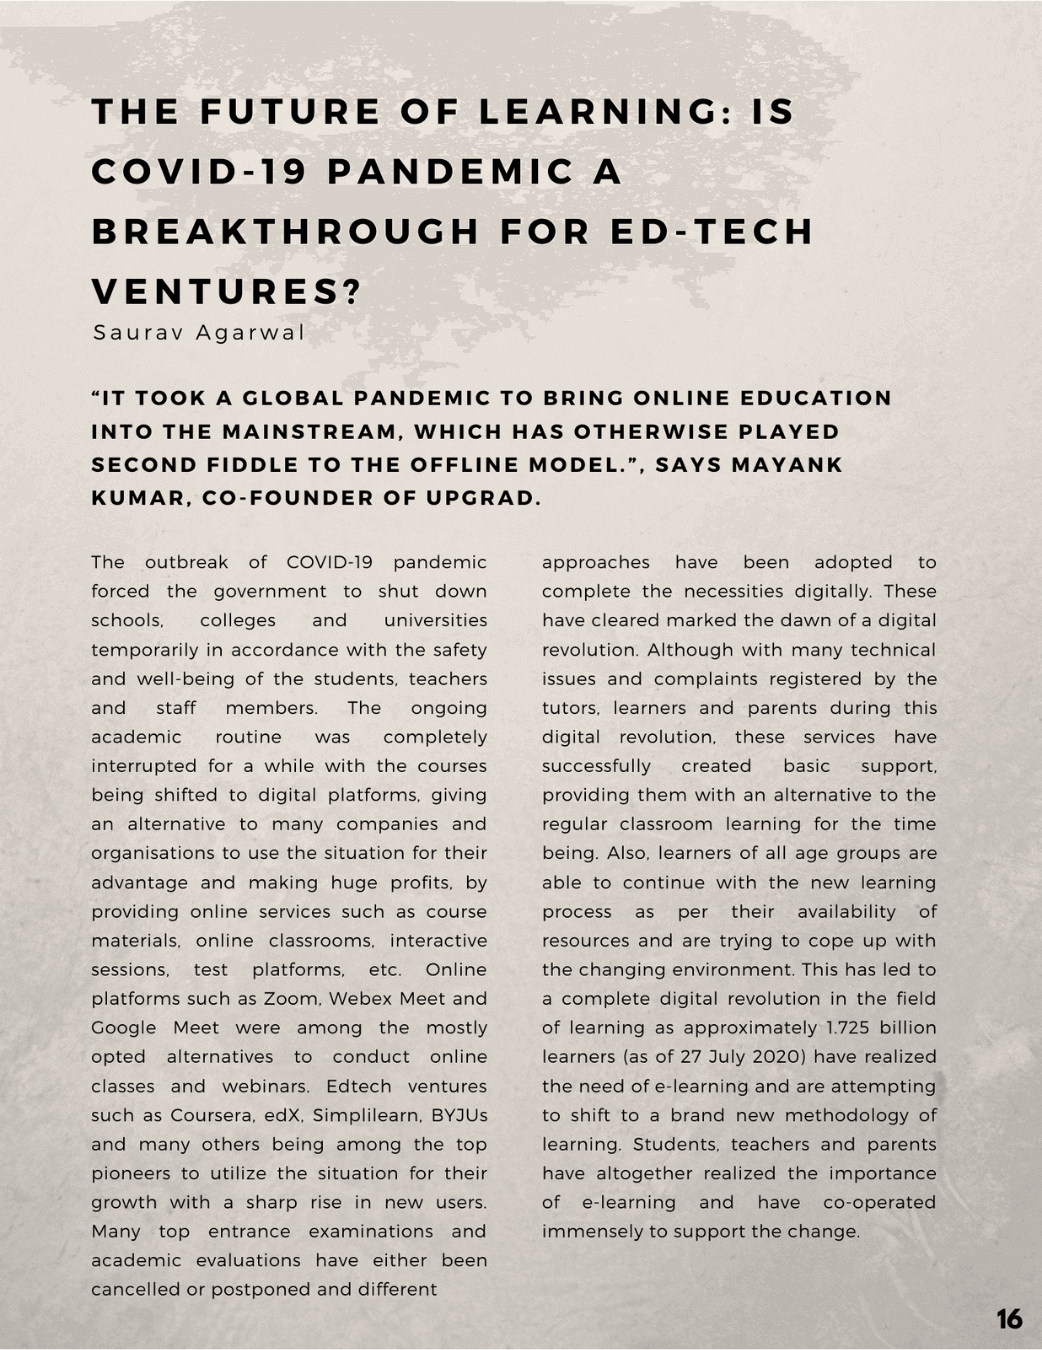 THE FUTURE OF LEARNING: IS
COVID-19 PANDEMIC A
BREAKTHROUGH FOR ED-TECH
VENTURES?
Saurav Agarwal
“IT TOOK A GLOBAL PANDEMIC TO BRING ONLINE EDUCATION
INTO THE MAINSTREAM, WHICH HAS OTHERWISE PLAYED
SECOND FIDDLE TO THE OFFLINE MODEL.”, SAYS MAYANK
KUMAR, CO-FOUNDER OF UPGRAD.
The outbreak of COVID-19 pandemic
forced the government to shut down
schools, colleges and universities
temporarily in accordance with the safety
and well-being of the students, teachers
and staff members. The ongoing
academic routine was completely
interrupted for a while with the courses
being shifted to digital platforms, giving
an alternative to many companies and
organisations to use the situation for their
advantage and making huge profits, by
providing online services such as course
materials, online classrooms, interactive
sessions, test platforms, etc. Online
platforms such as Zoom, Webex Meet and
Google Meet were among the mostly
opted alternatives to conduct online
classes and webinars. Edtech ventures
such as Coursera, edX, Simplilearn, BYJUs
and many others being among the top
pioneers to utilize the situation for their
growth with a sharp rise in new users.
Many top entrance examinations and
academic evaluations have either been
cancelled or postponed and different
approaches have been adopted to
complete the necessities digitally. These
have cleared marked the dawn of a digital
revolution. Although with many technical
issues and complaints registered by the
tutors, learners and parents during this
digital revolution, these services have
successfully created basic support,
providing them with an alternative to the
regular classroom learning for the time
being. Also, learners of all age groups are
able to continue with the new learning
process as per their availability of
resources and are trying to cope up with
the changing environment. This has led to
a complete digital revolution in the field
of learning as approximately 1.725 billion
learners (as of 27 July 2020) have realized
the need of e-learning and are attempting
to shift to a brand new methodology of
learning. Students, teachers and parents
have altogether realized the importance
of e-learning and have co-operated
immensely to support the change.
16